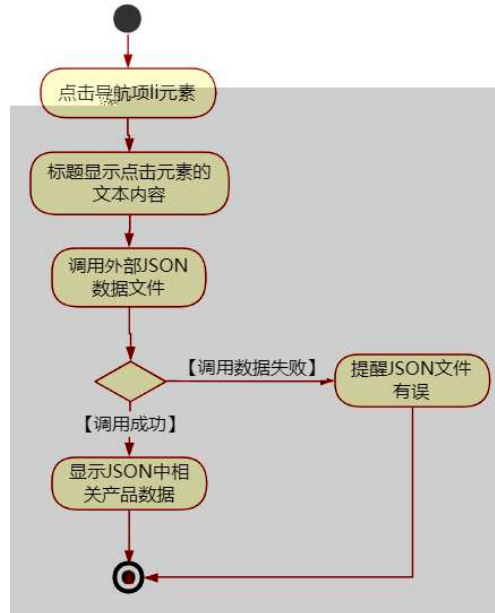 点击导航项li元素
标题显示点击元素的
文本内容
调用外部JSON
数据文件
【调用数据失败】
提醒JSON文件
有误
【调用成功】
显示JSON中相
关产品数据